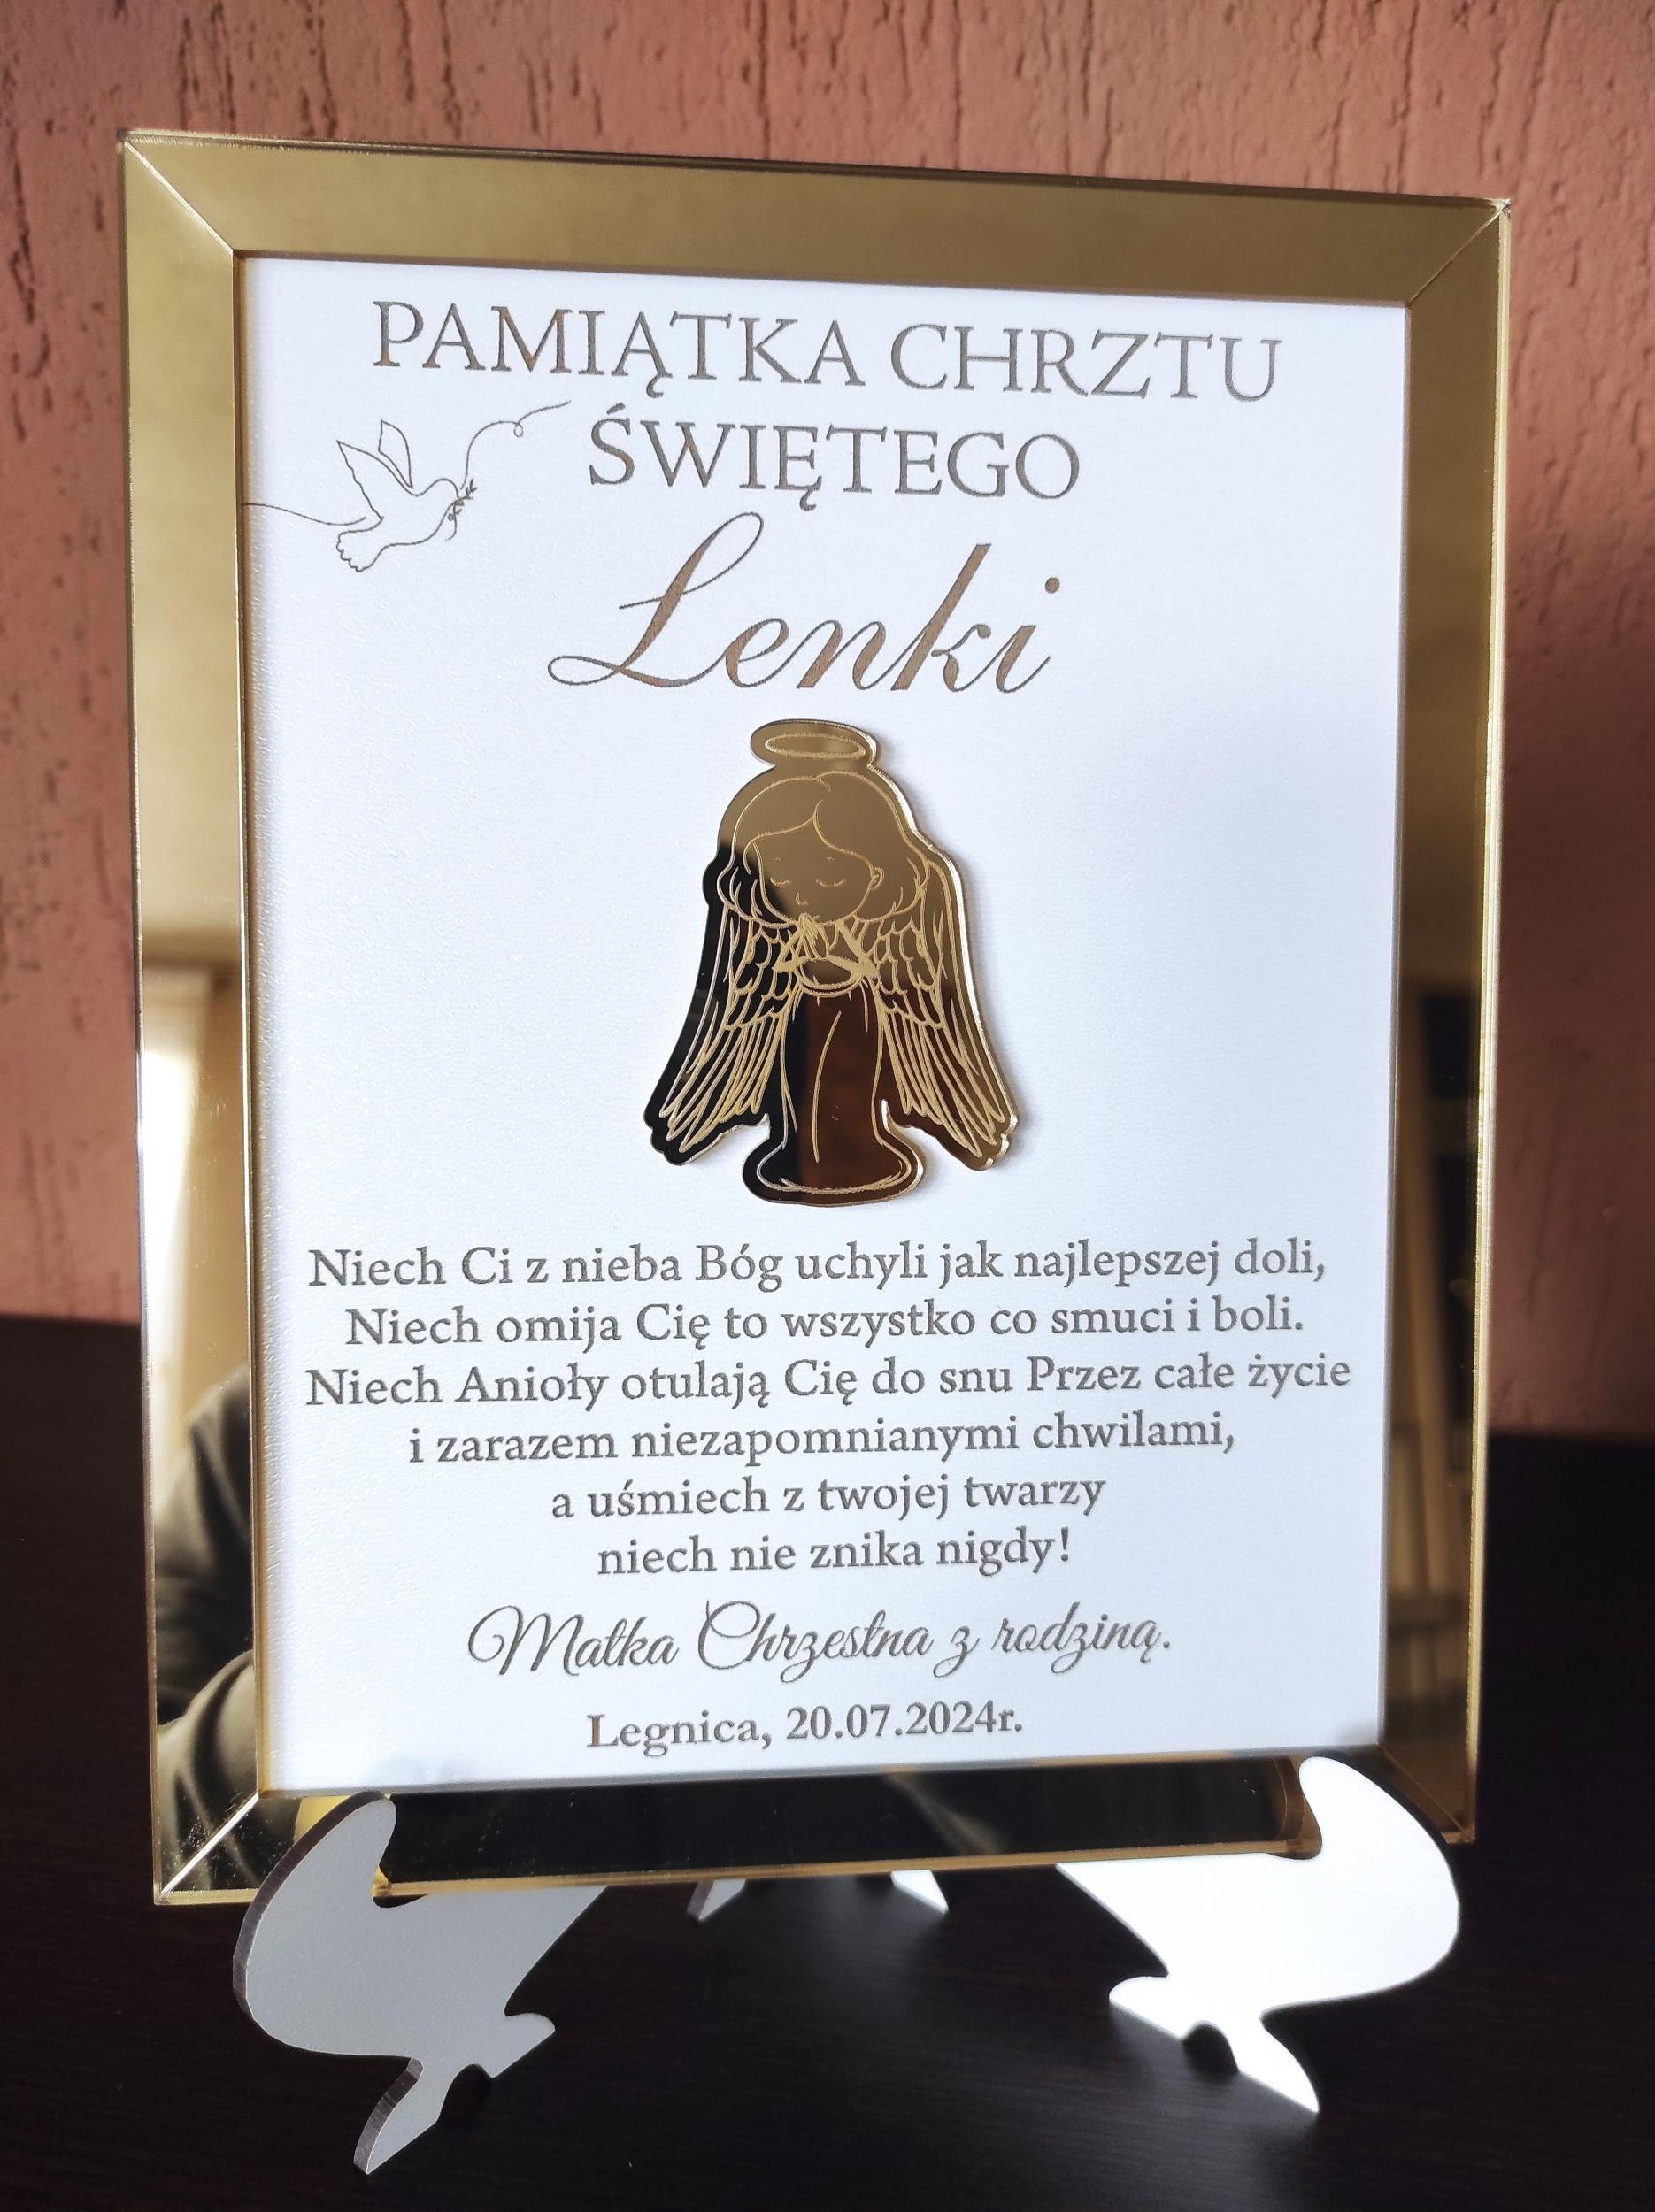 PAMIĄTKA CHRZTU
ŚWIĘTEGO
Lenki
Niech Ci z nieba Bóg uchyli jak najlepszej doli,
Niech omija Cię to wszystko co smuci i boli.
Niech Anioły otulają Cię do snu Przez całe życie
i zarazem niezapomnianymi chwilami,
a uśmiech z twojej twarzy
niech nie znika nigdy!
Matka Chrzestna z rodziną.
Legnica, 20.07.2024r.